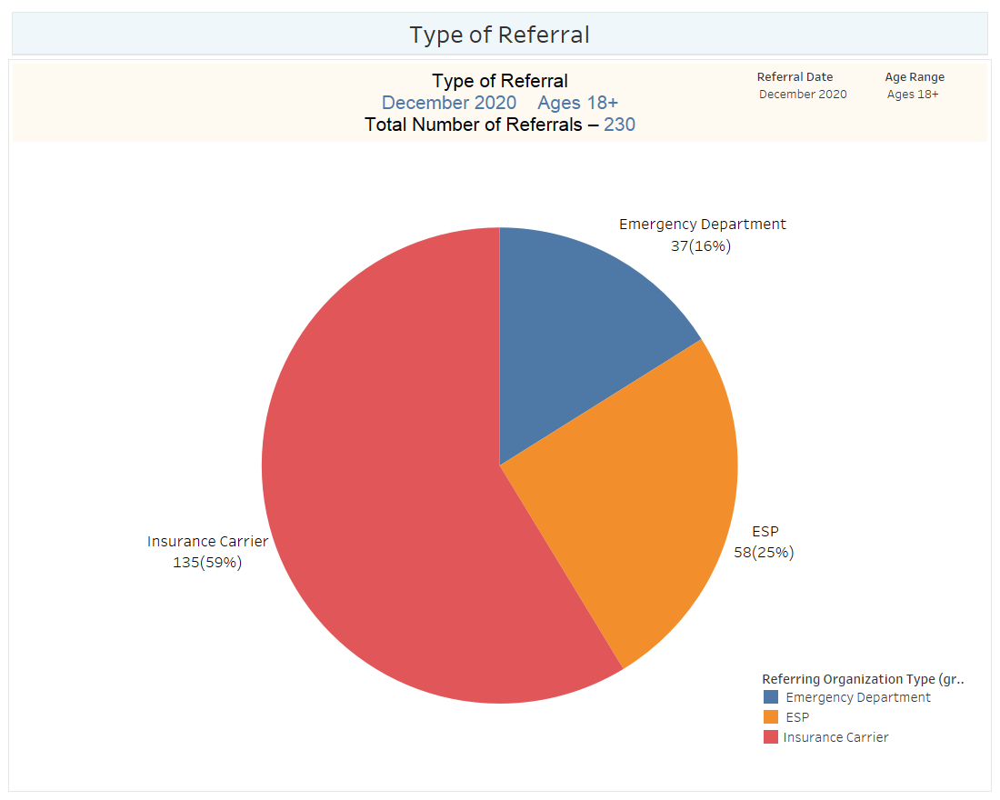 Type of Referral
Type of Referral
December 2020 Ages 18+
Total Number of Referrals – 230
Referral Date
December 2020
Age Range
Ages 18+
Emergency Department
37(16%)
ESP
58(25%)
Insurance Carrier
135(59%)
Referring Organization Type (gr..
Emergency Department
ESP
Insurance Carrier